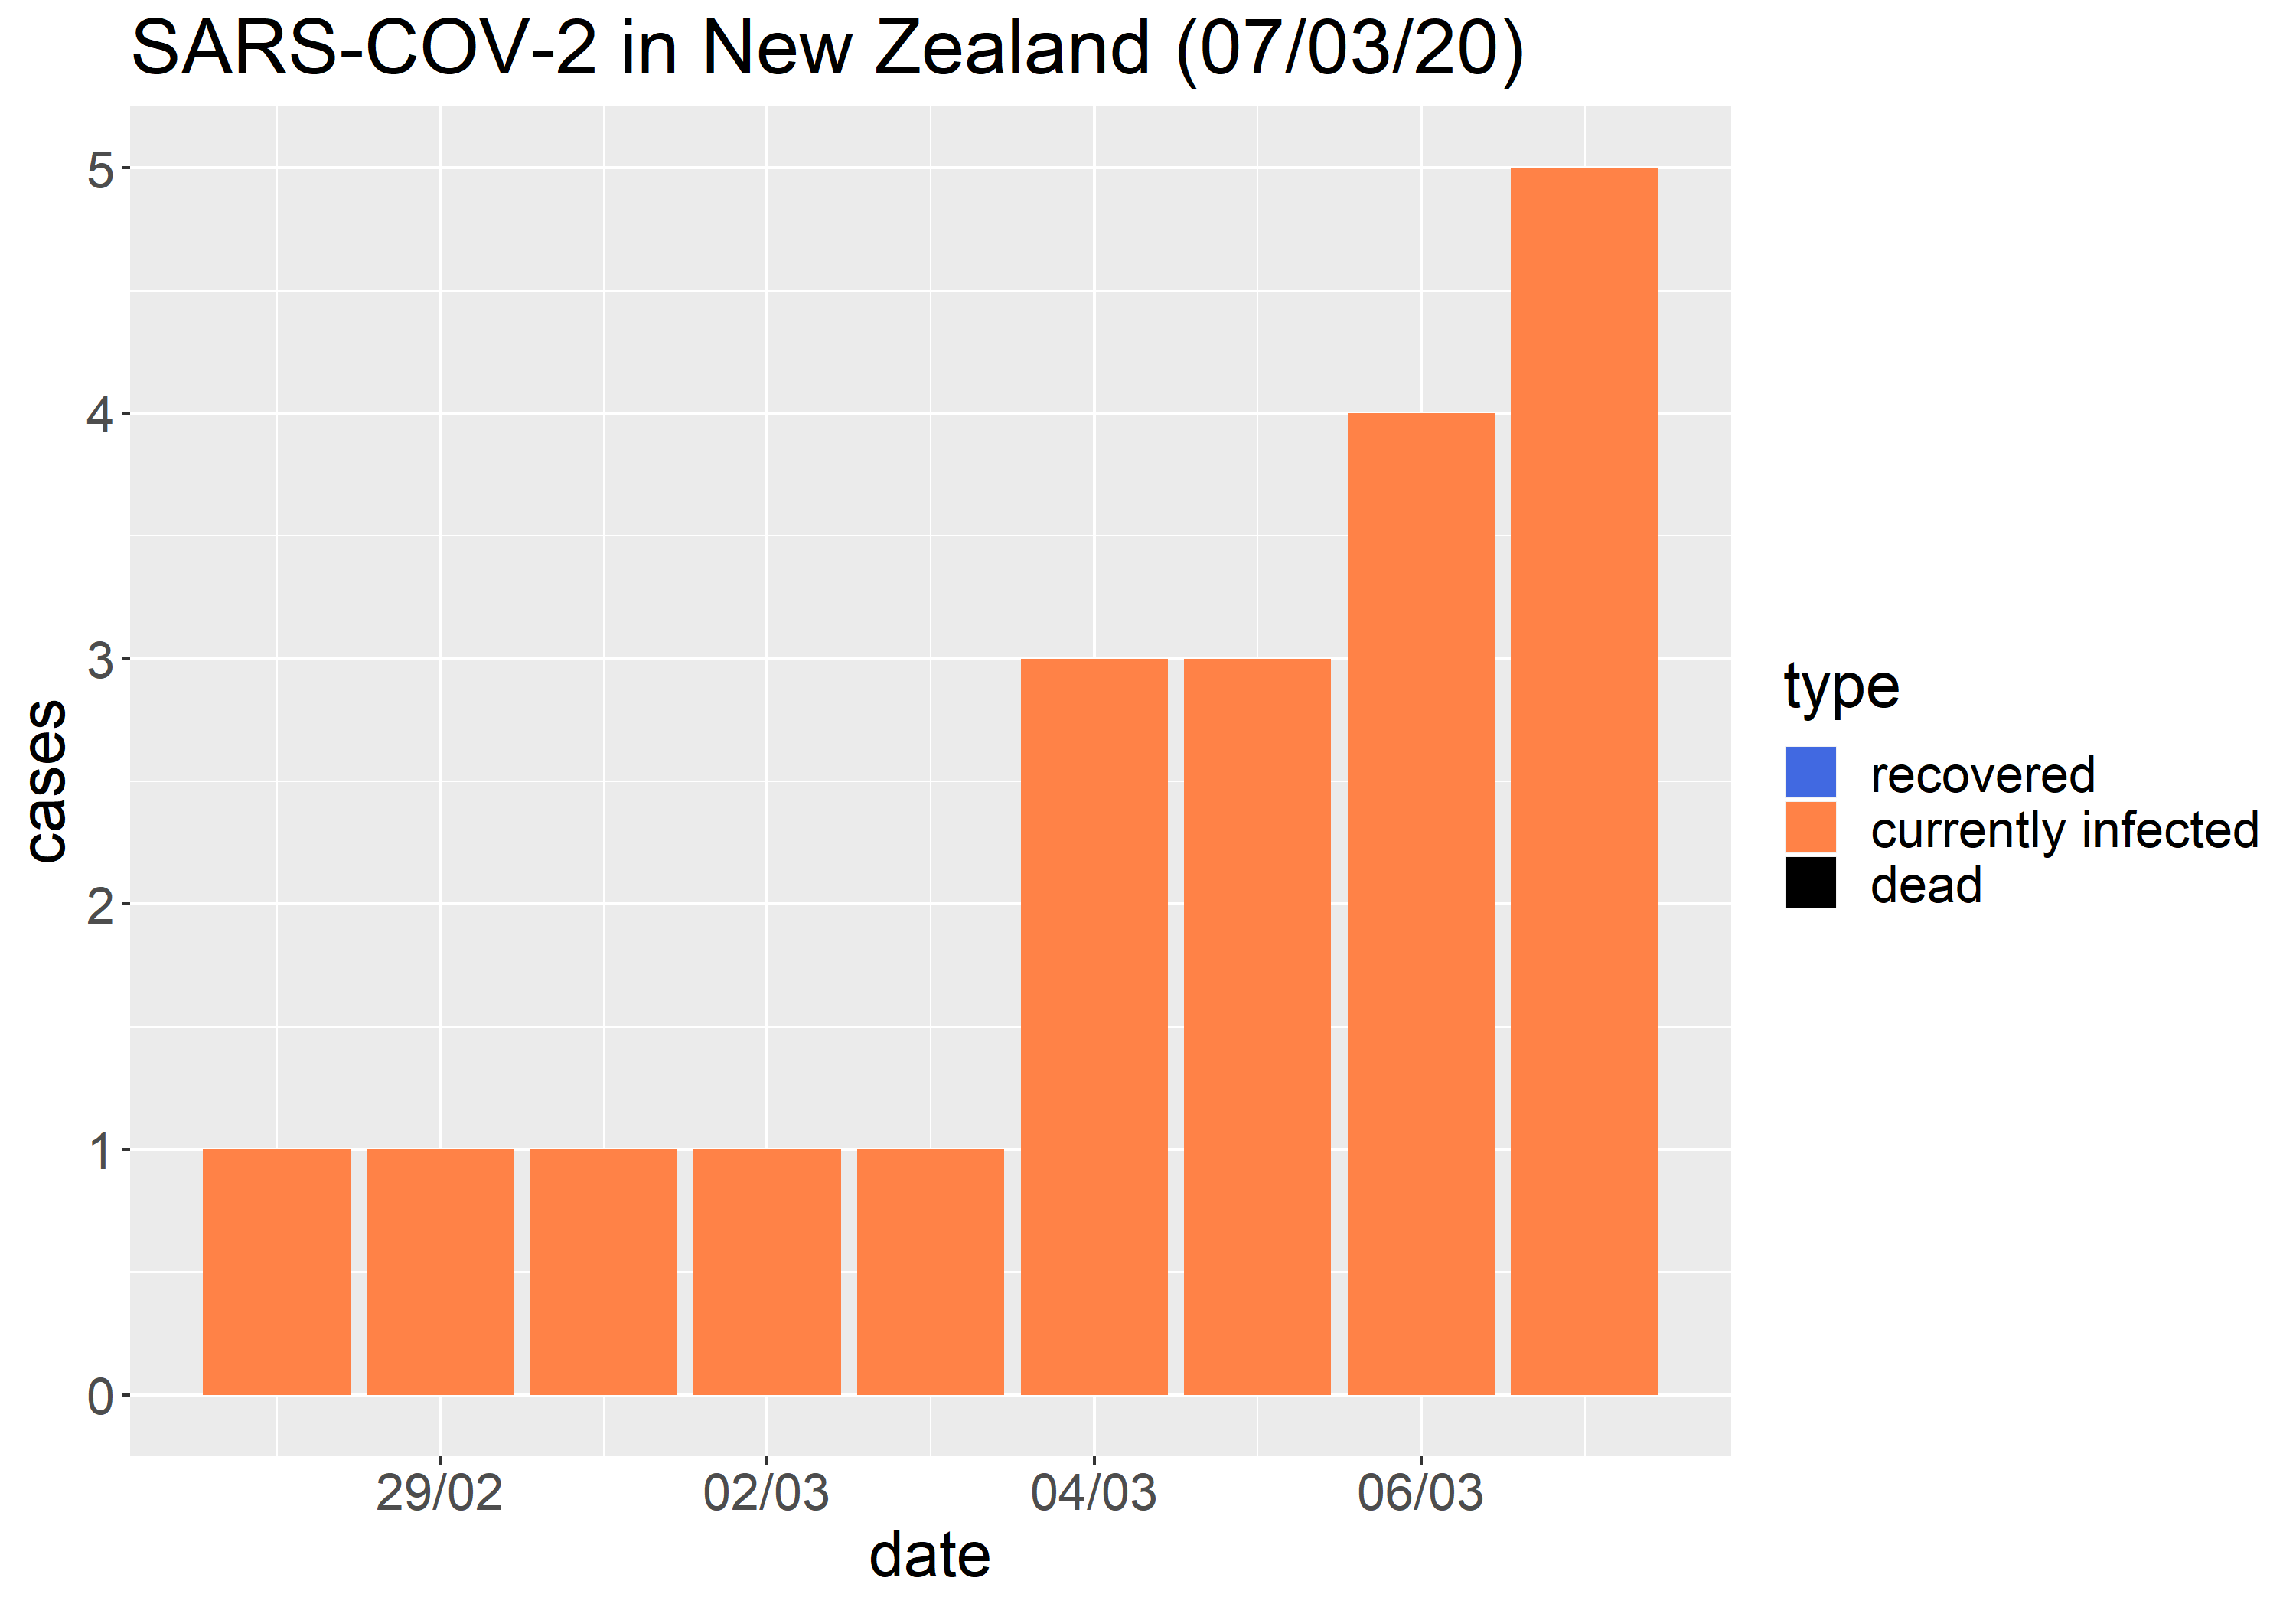 SARS-COV-2 in New Zealand (07/03/20)
5
4
3
2
1
0
cases
29/02 02/03 04/03 06/03
date
type
recovered
currently infected
dead